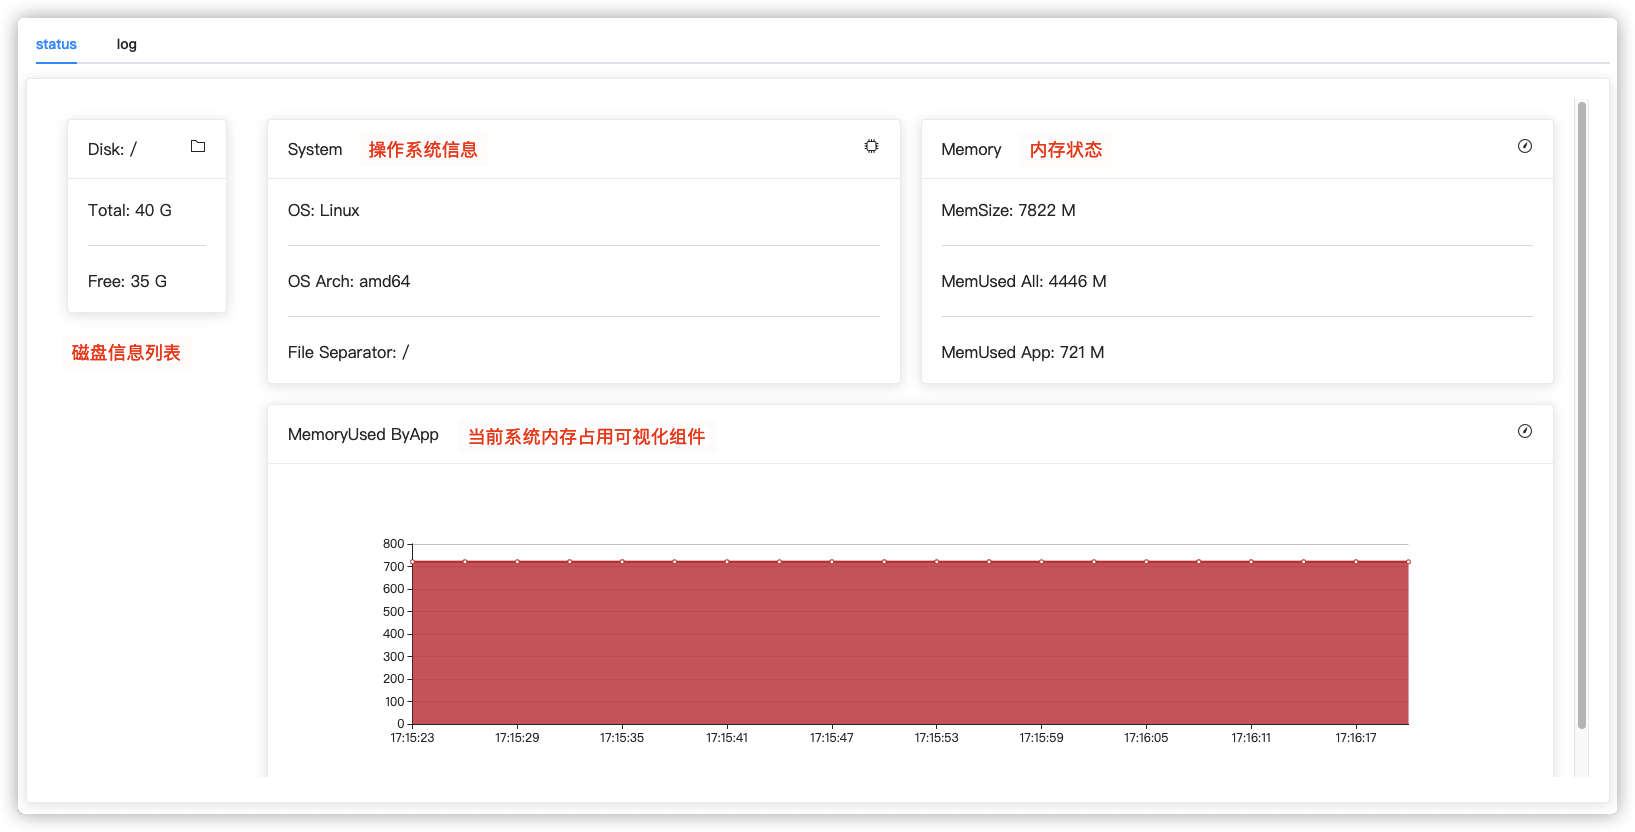 status
log
Disk: /
Total: 40 G
Free: 35 G
磁盘信息列表
System
操作系统信息
OS: Linux
OS Arch: amd64
File Separator: /
Memory
内存状态
MemSize: 7822 M
MemUsed All: 4446 M
MemUsed App: 721 M
MemoryUsed ByApp
当前系统内存占用可视化组件
800
700
600
500
400
300
200
100
0
17:15:23 17:15:29 17:15:35 17:15:41 17:15:47 17:15:53 17:15:59 17:16:05 17:16:11 17:16:17